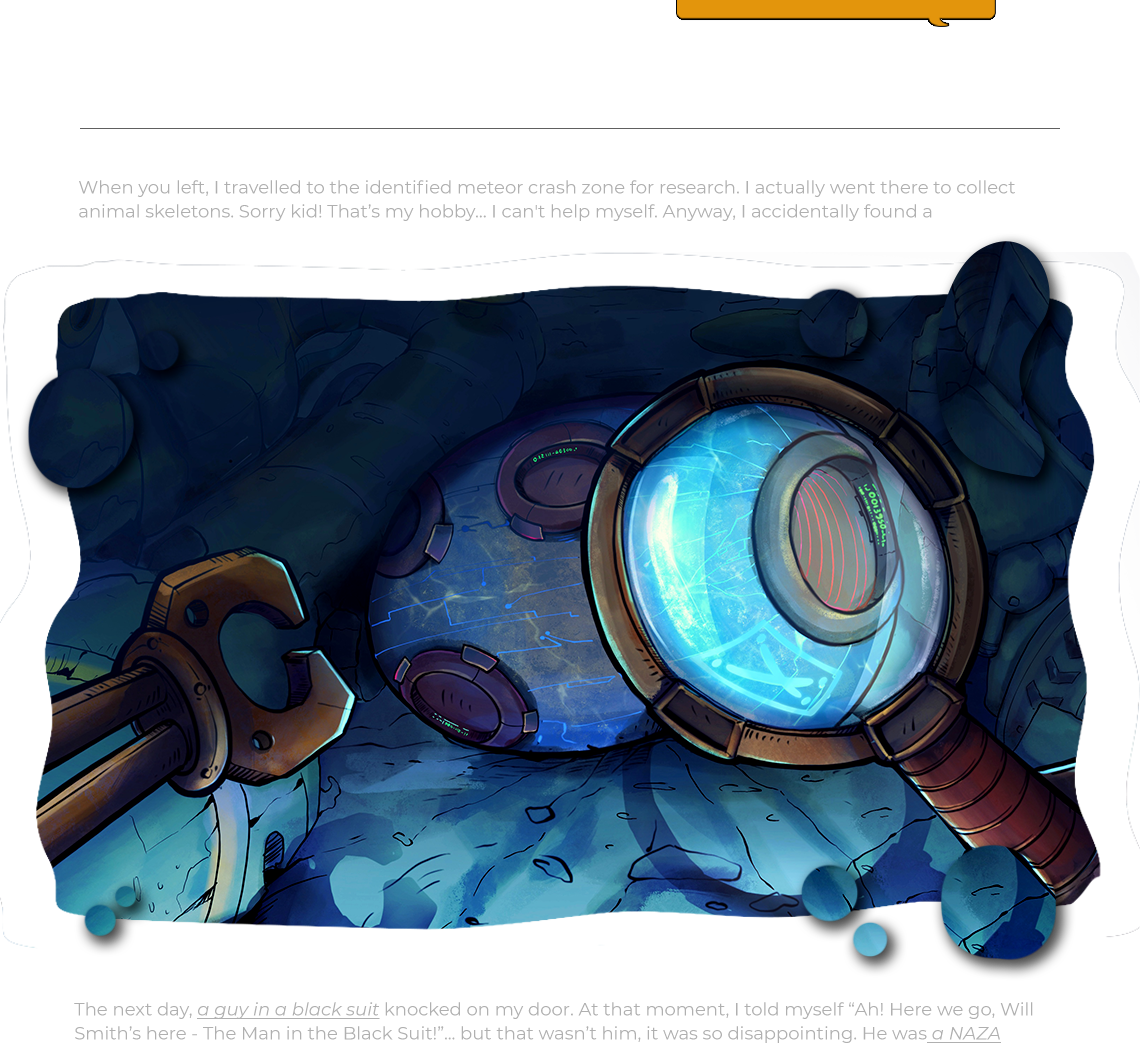 When you left, I travelled to the identified meteor crash zone for research. I actually went there to collect
animal skeletons. Sorry kid! That’s my hobby... I can't help myself. Anyway, I accidentally found a
The next day, a guy in a black suit knocked on my door. At that moment, I told myself “Ah! Here we go, Will
Smith’s here - The Man in the Black Suit!”... but that wasn’t him, it was so disappointing. He was a NAZA